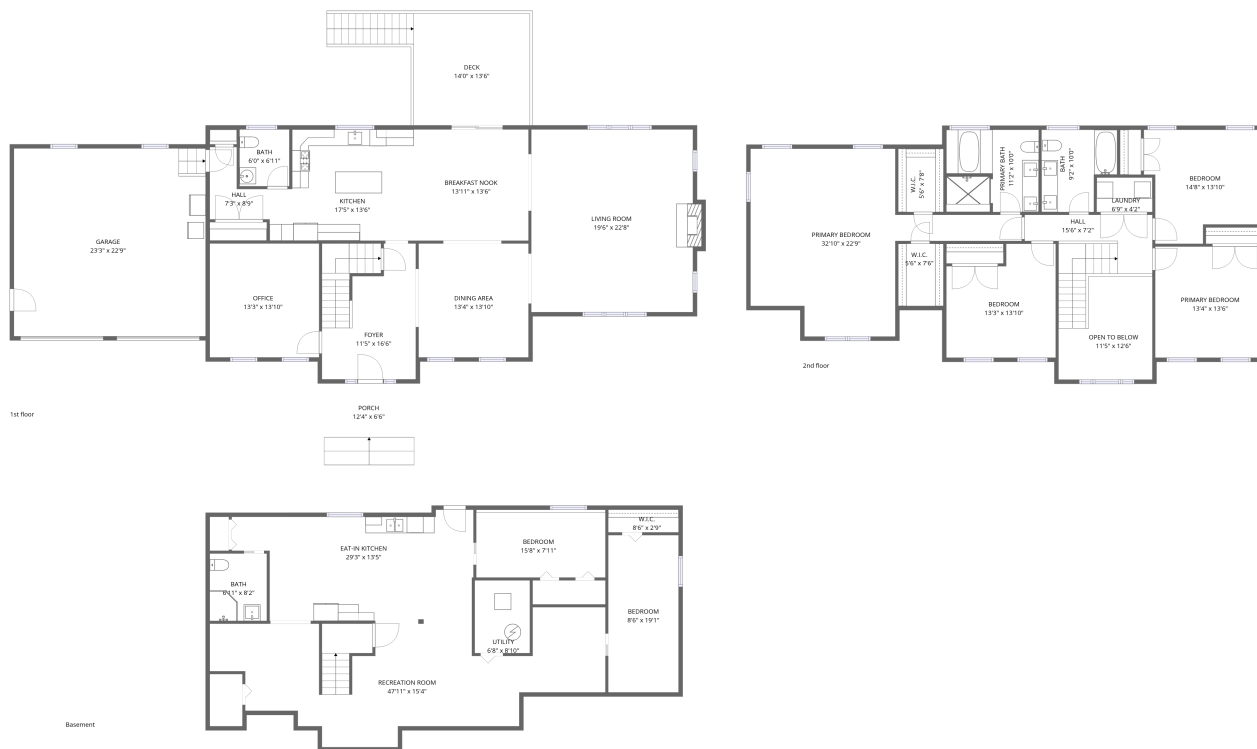 DECK
14'0" x 13'6"
BATH
6'0" x 6'11"
HALL
7'3" x 8'9"
KITCHEN
17'5" x 13'6"
BREAKFAST NOOK
13'11" x 13'6"
LIVING ROOM
19'6" x 22'8"
GARAGE
23'3" x 22'9"
OFFICE
13'3" x 13'10"
DINING AREA
13'4" x 13'10"
FOYER
11'5" x 16'6"
PORCH
12'4" x 6'6"
1st floor
PRIMARY BEDROOM
32'10" x 22'9"
W.I.C.
5'6" x 7'8"
PRIMARY BATH
11'2" x 10'0"
BATH
9'2" x 10'0"
BEDROOM
14'8" x 13'10"
LAUNDRY
6'9" x 4'2"
HALL
15'6" x 7'2"
W.I.C.
5'6" x 7'6"
BEDROOM
13'3" x 13'10"
PRIMARY BEDROOM
13'4" x 13'6"
OPEN TO BELOW
11'5" x 12'6"
2nd floor
W.I.C.
8'6" x 2'9"
EAT-IN KITCHEN
29'3" x 13'5"
BEDROOM
15'8" x 7'11"
BATH
6'11" x 8'2"
BEDROOM
8'6" x 19'1"
UTILITY
6'8" x 8'10"
RECREATION ROOM
47'11" x 15'4"
Basement